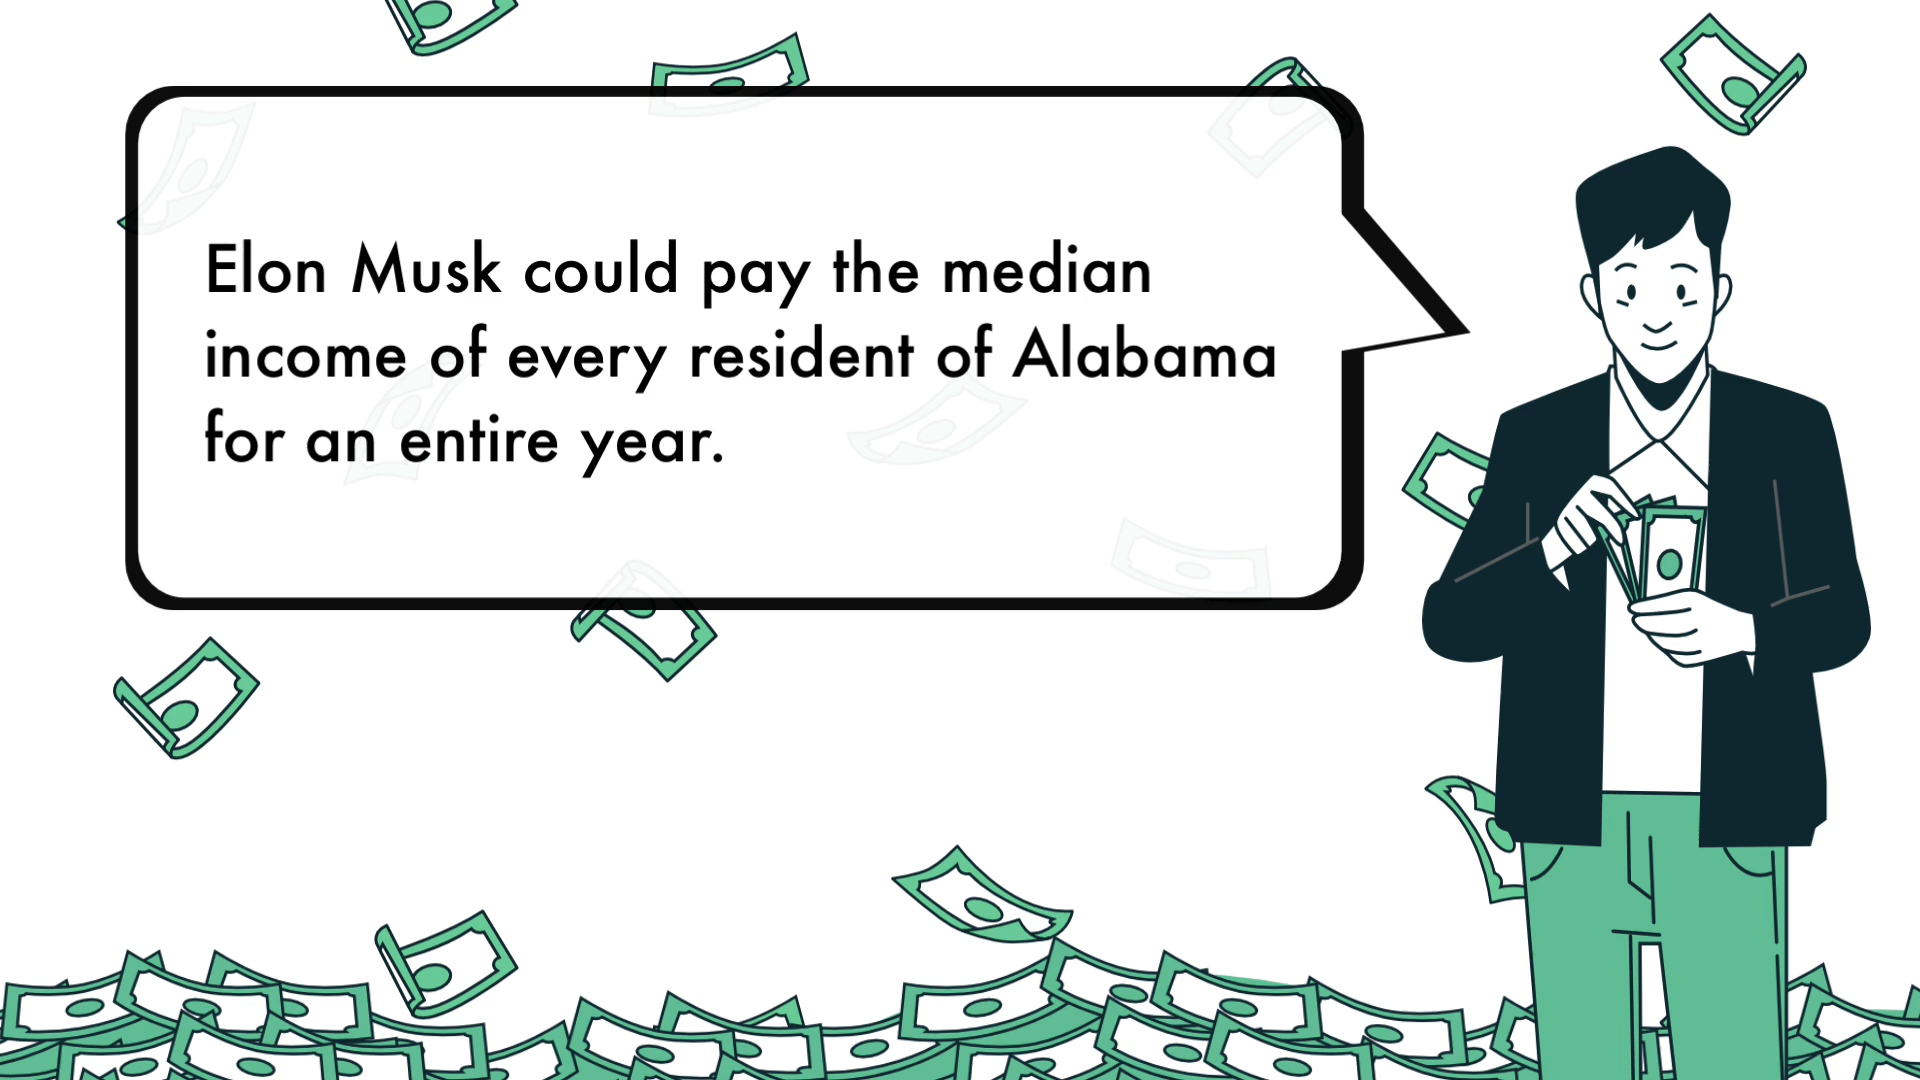 Elon Musk could pay the median
income of every resident of Alabama
for an entire year.